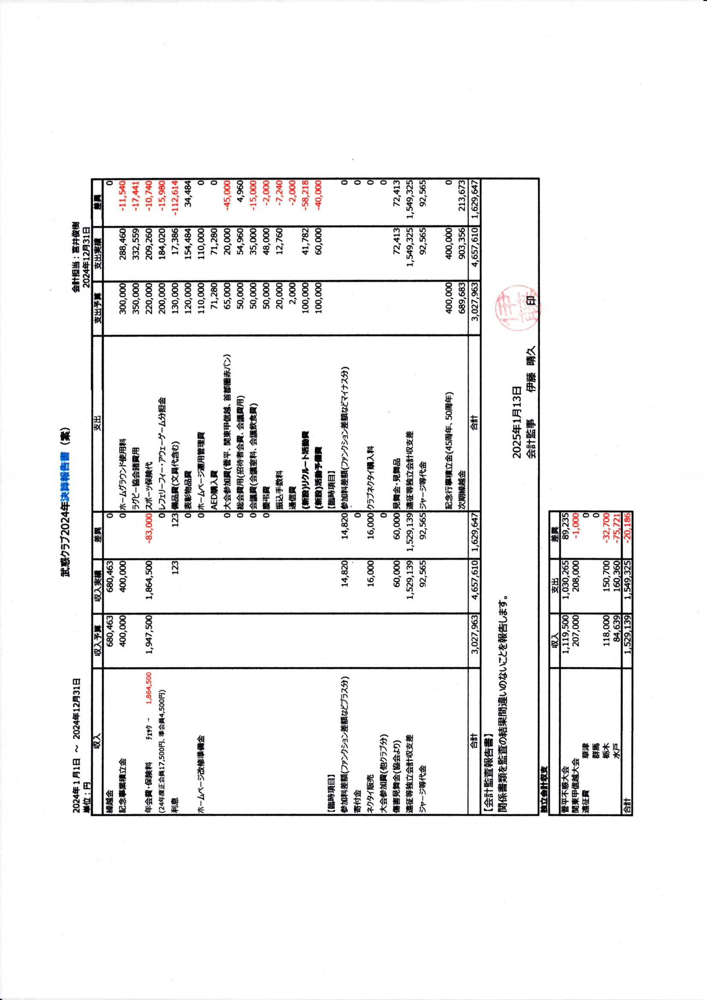 武惑クラブ2024年決算報告書（案）
会計担当：宮井俊樹
2024年1月1日 ～ 2024年12月31日 2024年12月31日
単位：円
収入 収入予算 収入実績 差異 支出 支出予算 支出実績 差異
繰越金 680,463 680,463 0 0
記念事業積立金 400,000 400,000 0 ホームグラウンド使用料 300,000 288,460 -11,540
ラグビー協会諸費用 350,000 332,559 -17,441
年会費・保険料 ﾁｪｯｸ→ 1,864,500 1,947,500 1,864,500 -83,000 スポーツ保険代 220,000 209,260 -10,740
(24年度正会員17,500円、準会員4,500円) 0 レフェリーフィー・アウェーゲーム分担金 200,000 184,020 -15,980
利息 123 123 備品費(文具代含む) 130,000 17,386 -112,614
0 表彰物品費 120,000 154,484 34,484
ホームページ改修準備金 0 ホームページ運用管理費 110,000 110,000 0
AED購入費 71,280 71,280 0
0 大会参加費(菅平、関東甲信越、首都圏赤パン) 65,000 20,000 -45,000
0 総会費用(招待者会費、会議費用) 50,000 54,960 4,960
0 会議費(会議室料、会議飲食費) 50,000 35,000 -15,000
0 慶弔費 50,000 48,000 -2,000
振込手数料 20,000 12,760 -7,240
通信費 2,000 -2,000
(新設)リクルート活動費 100,000 41,782 -58,218
(新設)活動予備費 100,000 60,000 -40,000
【臨時項目】 【臨時項目】
参加料差額(ファンクション差額などプラス分) 14,820 14,820 参加料差額(ファンクション差額などマイナス分) 0
寄付金 0 0
ネクタイ販売 16,000 16,000 クラブネクタイ購入料 0
大会参加費(他クラブ分) 0 0
傷害見舞金(協会より) 60,000 60,000 見舞金・見舞品 72,413 72,413
遠征等独立会計収支差 1,529,139 1,529,139 遠征等独立会計収支差 1,549,325 1,549,325
ジャージ等代金 92,565 92,565 ジャージ等代金 92,565 92,565
記念行事積立金(45周年、50周年) 400,000 400,000 0
次期繰越金 689,683 903,356 213,673
合計 3,027,963 4,657,610 1,629,647 合計 3,027,963 4,657,610 1,629,647
【会計監査報告書】
関係書類を監査の結果間違いのないことを報告します。
2025年1月13日
会計監事 伊藤 晴久 印
独立会計収支
収入 支出 差異
菅平不惑大会 1,119,500 1,030,265 89,235
関東甲信越大会 207,000 208,000 -1,000
遠征費 草津 0
群馬 0
栃木 118,000 150,700 -32,700
水戸 84,639 160,360 -75,721
合計 1,529,139 1,549,325 -20,186